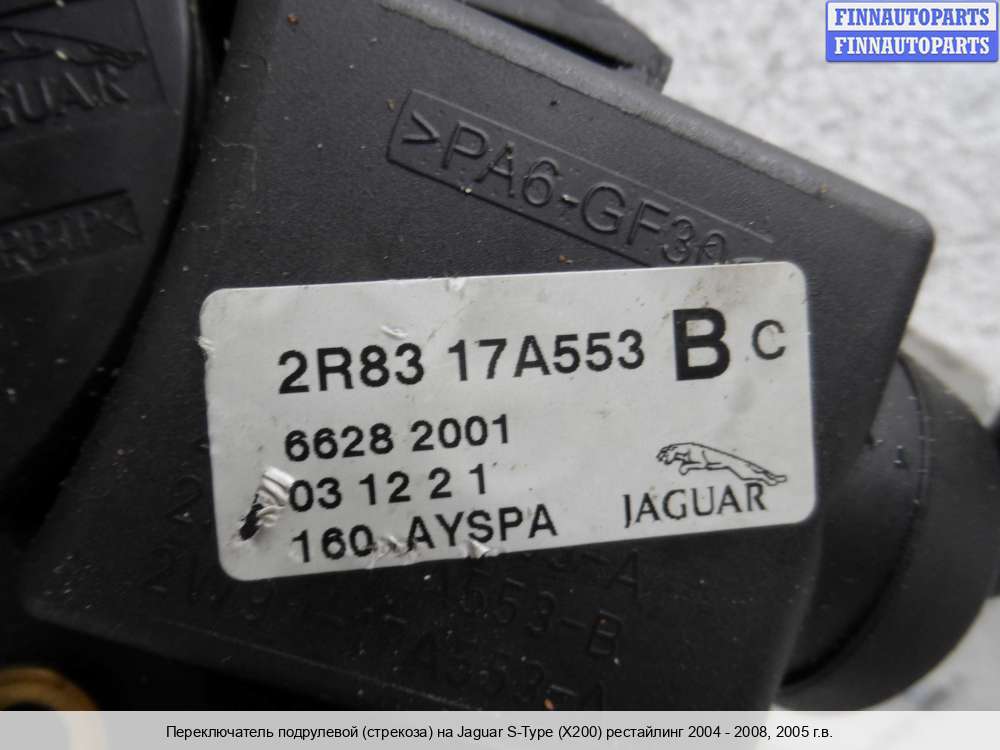 FINNAUTOPARTS
FINNAUTOPARTS
>PA6-GF30
2R83 17A553 B C
6628 2001
03 12 2 1
160 AYSPA
JAGUAR
A553-B
Переключатель подрулевой (стрекоза) на Jaguar S-Type (X200) рестайлинг 2004 - 2008, 2005 г.в.